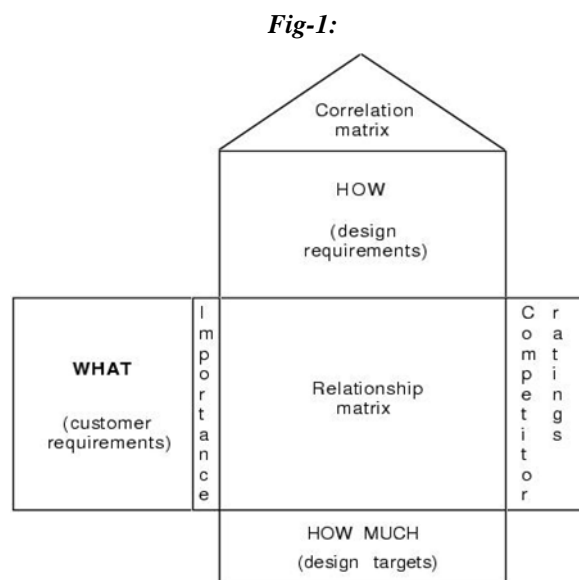 Fig-1:
Correlation
matrix
HOW
(design
requirements)
WHAT
(customer
requirements)
Importance
Relationship
matrix
Competitor
ratings
HOW MUCH
(design targets)